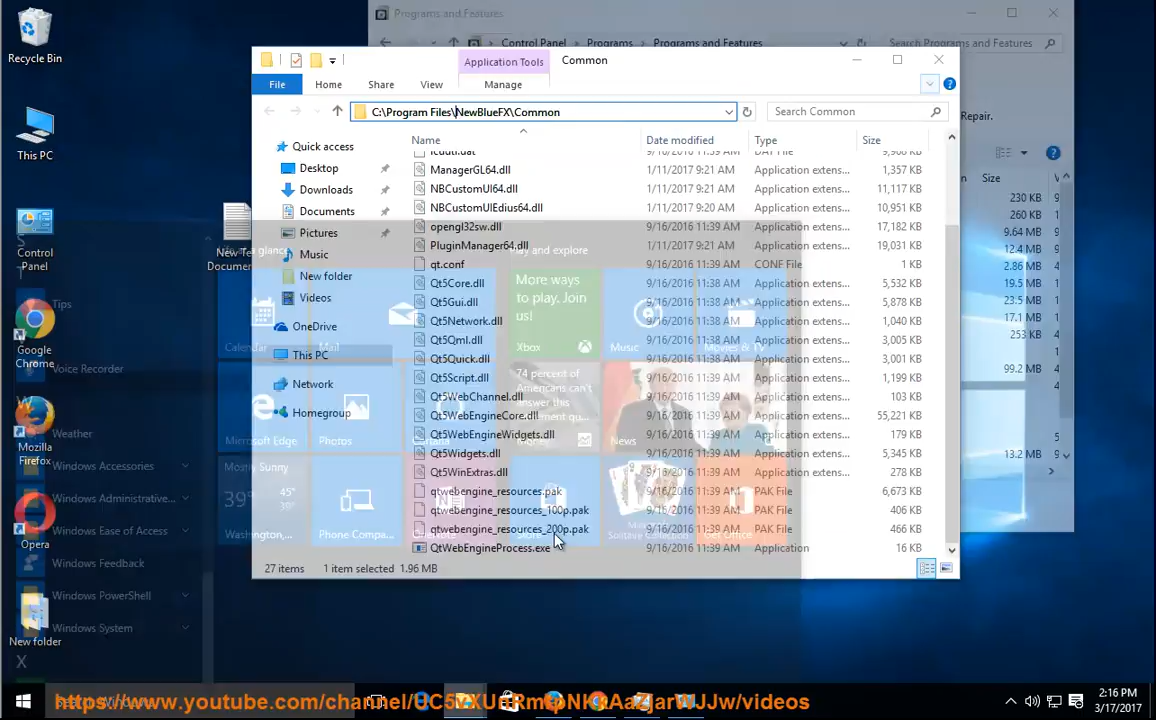 Recycle Bin
This PC
Control Panel
Google Chrome
Mozilla Firefox
Opera
New folder
Programs and Features
Control Panel
Programs
Programs and Features
Search Programs and Features
Repair.
Size
230 KB
260 KB
9.64 MB
12.4 MB
2.86 MB
19.5 MB
23.5 MB
17.1 MB
253 KB
99.2 MB
13.2 MB
Application Tools
Common
File
Home
Share
View
Manage
C:\Program Files\NewBlueFX\Common
Search Common
Quick access
Desktop
Downloads
Documents
Pictures
Music
New folder
Videos
OneDrive
This PC
Network
Homegroup
Name Date modified Type Size
ManagerGL64.dll 1/11/2017 9:21 AM Application extens... 1,357 KB
NBCustomUI64.dll 1/11/2017 9:21 AM Application extens... 11,117 KB
NBCustomUIEdius64.dll 1/11/2017 9:20 AM Application extens... 10,951 KB
opengl32sw.dll 9/16/2016 11:39 AM Application extens... 17,182 KB
PluginManager64.dll 1/11/2017 9:21 AM Application extens... 19,031 KB
qt.conf 9/16/2016 11:39 AM CONF File 1 KB
Qt5Core.dll 9/16/2016 11:38 AM Application extens... 5,532 KB
Qt5Gui.dll 9/16/2016 11:38 AM Application extens... 5,878 KB
Qt5Network.dll 9/16/2016 11:38 AM Application extens... 1,040 KB
Qt5Qml.dll 9/16/2016 11:38 AM Application extens... 3,005 KB
Qt5Quick.dll 9/16/2016 11:39 AM Application extens... 3,001 KB
Qt5Script.dll 9/16/2016 11:39 AM Application extens... 1,199 KB
Qt5WebChannel.dll 9/16/2016 11:39 AM Application extens... 103 KB
Qt5WebEngineCore.dll 9/16/2016 11:39 AM Application extens... 55,221 KB
Qt5WebEngineWidgets.dll 9/16/2016 11:39 AM Application extens... 179 KB
Qt5Widgets.dll 9/16/2016 11:39 AM Application extens... 5,345 KB
Qt5WinExtras.dll 9/16/2016 11:39 AM Application extens... 278 KB
qtwebengine_resources.pak 9/16/2016 11:39 AM PAK File 6,673 KB
qtwebengine_resources_100p.pak 9/16/2016 11:39 AM PAK File 406 KB
qtwebengine_resources_200p.pak 9/16/2016 11:39 AM PAK File 466 KB
QtWebEngineProcess.exe 9/16/2016 11:39 AM Application 16 KB
27 items 1 item selected 1.96 MB
Tips
Voice Recorder
Weather
Windows Accessories
Windows Administrative...
Windows Ease of Access
Windows Feedback
Windows PowerShell
Windows System
X
Play and explore
Calendar
Mail
More ways to play. Join us!
Xbox
Music
Movies & TV
Microsoft Edge
Photos
74 percent of Americans can't
News
Mostly Sunny
39°
45°
Washington,...
Phone Compa...
Get Office
2:16 PM
3/17/2017